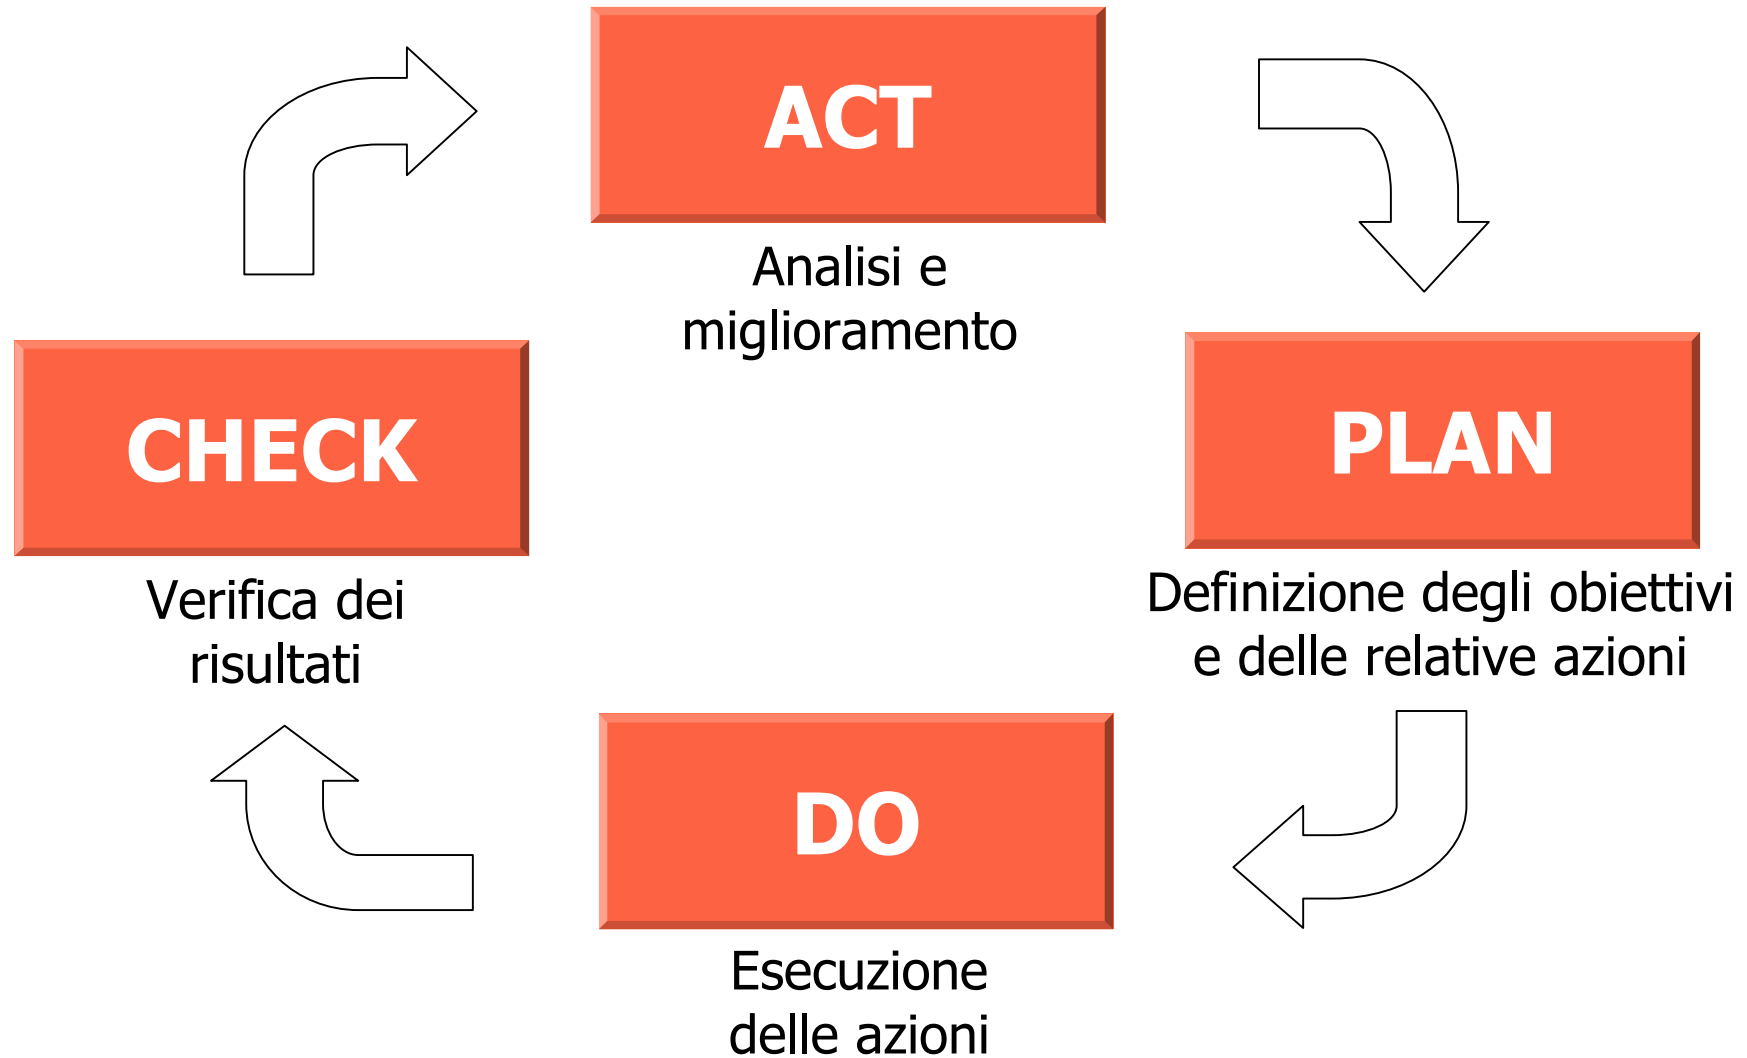 ACT
Analisi e
miglioramento
CHECK
Verifica dei
risultati
PLAN
Definizione degli obiettivi
e delle relative azioni
DO
Esecuzione
delle azioni